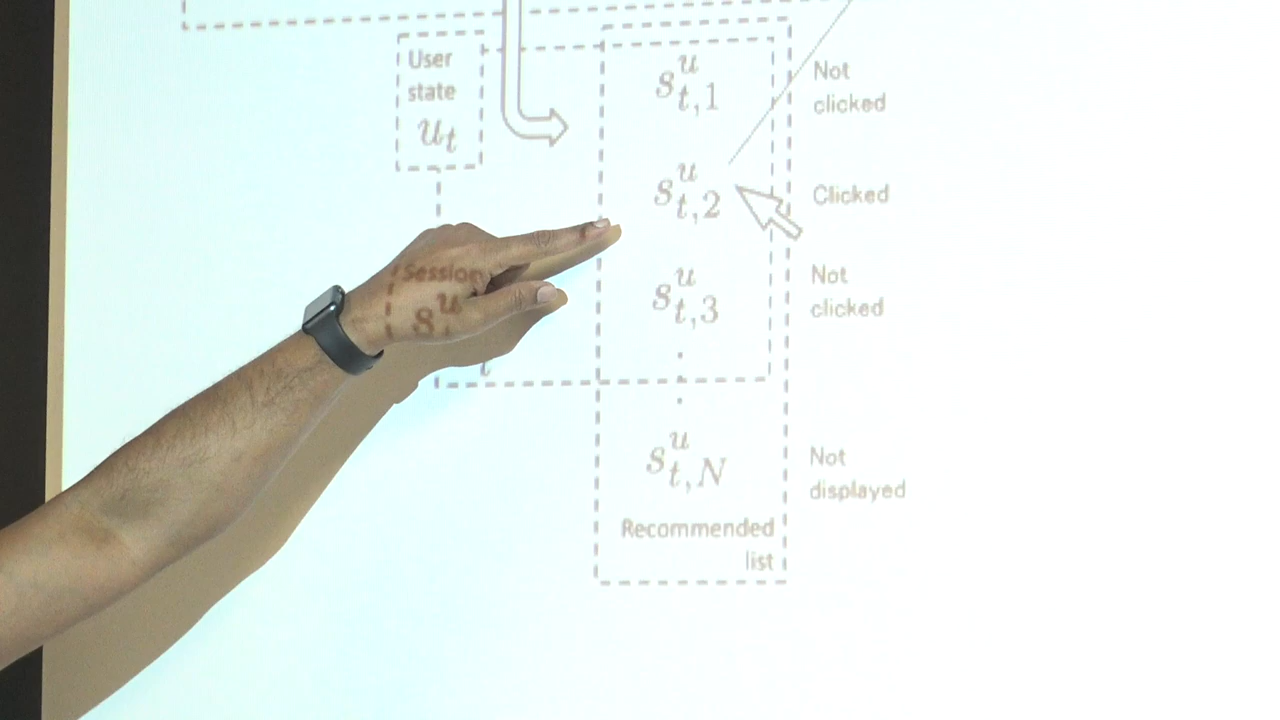 User
state
u_t
s^u_{t,1}
Not
clicked
s^u_{t,2}
Clicked
Session
s^u
s^u_{t,3}
Not
clicked
s^u_{t,N}
Not
displayed
Recommended
list